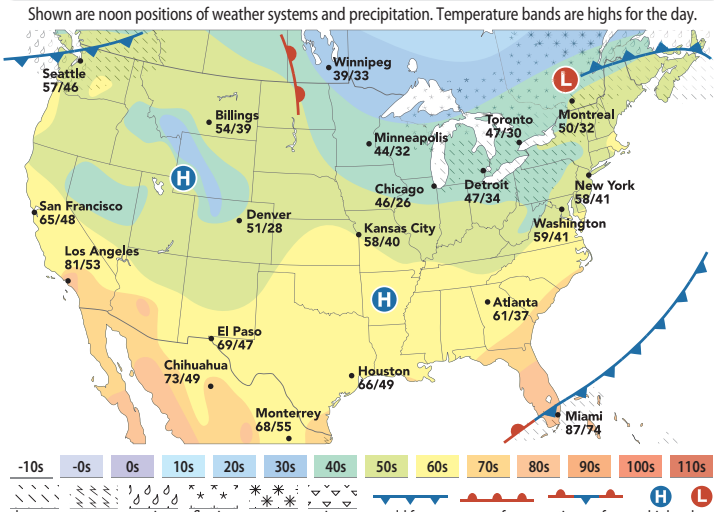 Shown are noon positions of weather systems and precipitation. Temperature bands are highs for the day.
Seattle
57/46
Winnipeg
39/33
L
Billings
54/39
Minneapolis
44/32
Toronto
47/30
Montreal
50/32
H
Chicago
46/26
Detroit
47/34
New York
58/41
San Francisco
65/48
Denver
51/28
Kansas City
58/40
Washington
59/41
Los Angeles
81/53
H
Atlanta
61/37
El Paso
69/47
Chihuahua
73/49
Houston
66/49
Monterrey
68/55
Miami
87/74
-10s -0s 0s 10s 20s 30s 40s 50s 60s 70s 80s 90s 100s 110s
H L